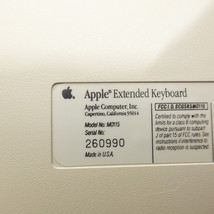 Apple® Extended Keyboard
Apple Computer, Inc.
Cupertino, California 95014
Model No: M0115
Serial No:
260990
Made in U.S.A.
FCC I.D. BCG9A3M0115
Certified to comply with the
limits for a class B computing
device pursuant to subpart
J of part 15 of FCC rules. See
instructions if interference to
radio reception is suspected.